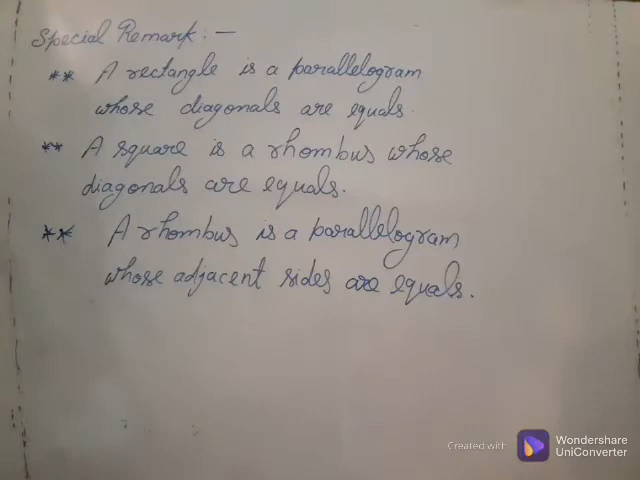 Special Remark :-
** A rectangle is a parallelogram
whose diagonals are equals.
** A square is a rhombus whose
diagonals are equals.
** A rhombus is a parallelogram
whose adjacent sides are equals.
Created with Wondershare
UniConverter